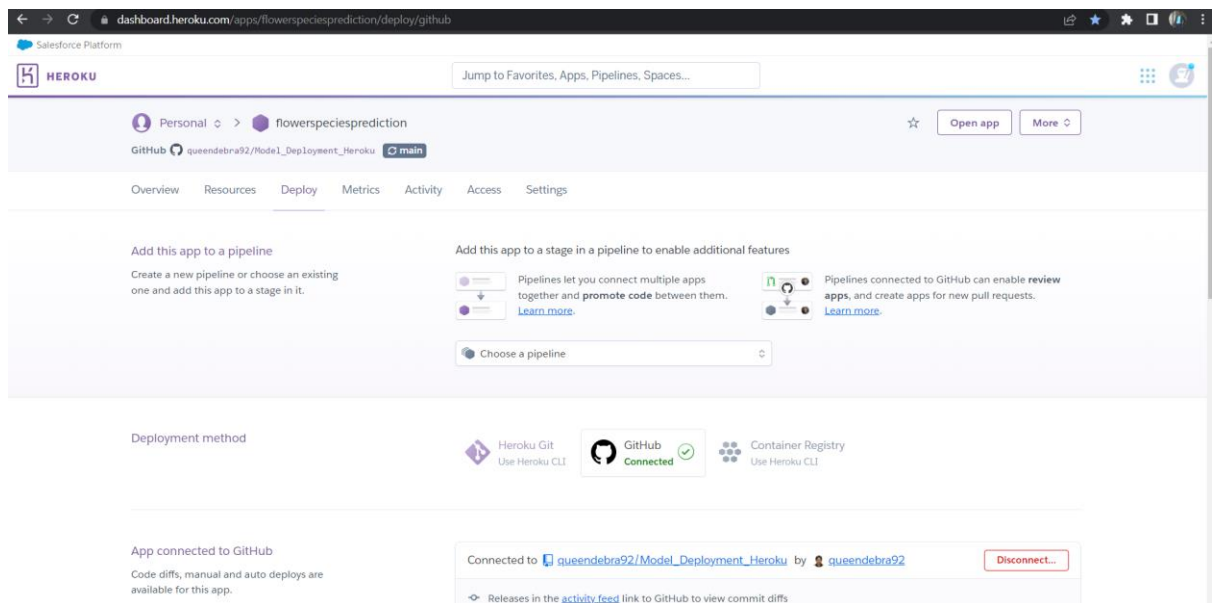 dashboard.heroku.com/apps/flowerspeciesprediction/deploy/github
Salesforce Platform
HEROKU
Jump to Favorites, Apps, Pipelines, Spaces...
Personal > flowerspeciesprediction
Open app
More
GitHub queendebra92/Model_Deployment_Heroku main
Overview Resources Deploy Metrics Activity Access Settings
Add this app to a pipeline
Create a new pipeline or choose an existing
one and add this app to a stage in it.
Add this app to a stage in a pipeline to enable additional features
Pipelines let you connect multiple apps
together and promote code between them.
Learn more.
Pipelines connected to GitHub can enable review
apps, and create apps for new pull requests.
Learn more.
Choose a pipeline
Deployment method
Heroku Git
Use Heroku CLI
GitHub
Connected
Container Registry
Use Heroku CLI
App connected to GitHub
Code diffs, manual and auto deploys are
available for this app.
Connected to queendebra92/Model_Deployment_Heroku by queendebra92
Disconnect...
Releases in the activity feed link to GitHub to view commit diffs